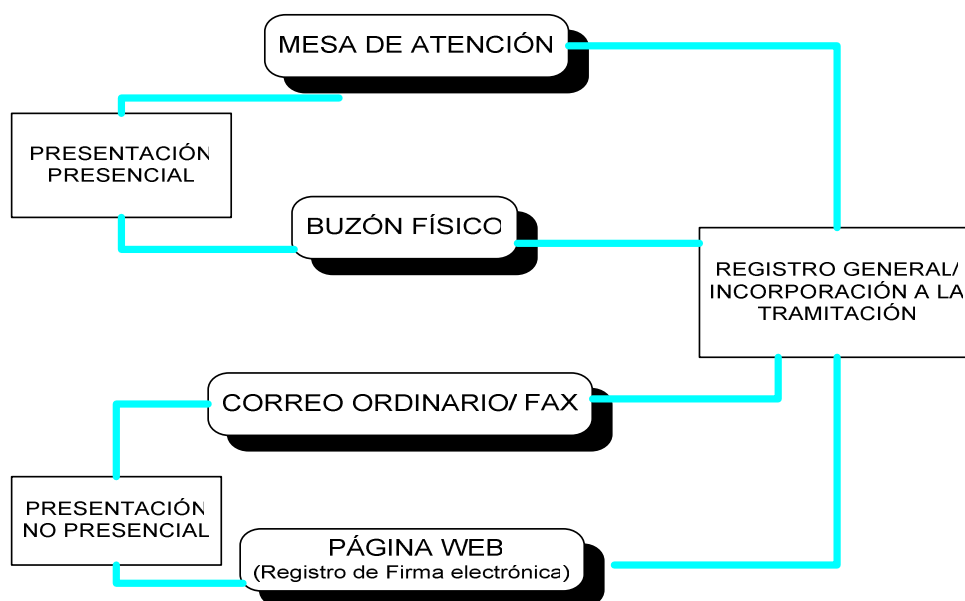 MESA DE ATENCIÓN
PRESENTACIÓN
PRESENCIAL
BUZÓN FÍSICO
REGISTRO GENERAL/
INCORPORACIÓN A LA
TRAMITACIÓN
CORREO ORDINARIO/ FAX
PRESENTACIÓN
NO PRESENCIAL
PÁGINA WEB
(Registro de Firma electrónica)